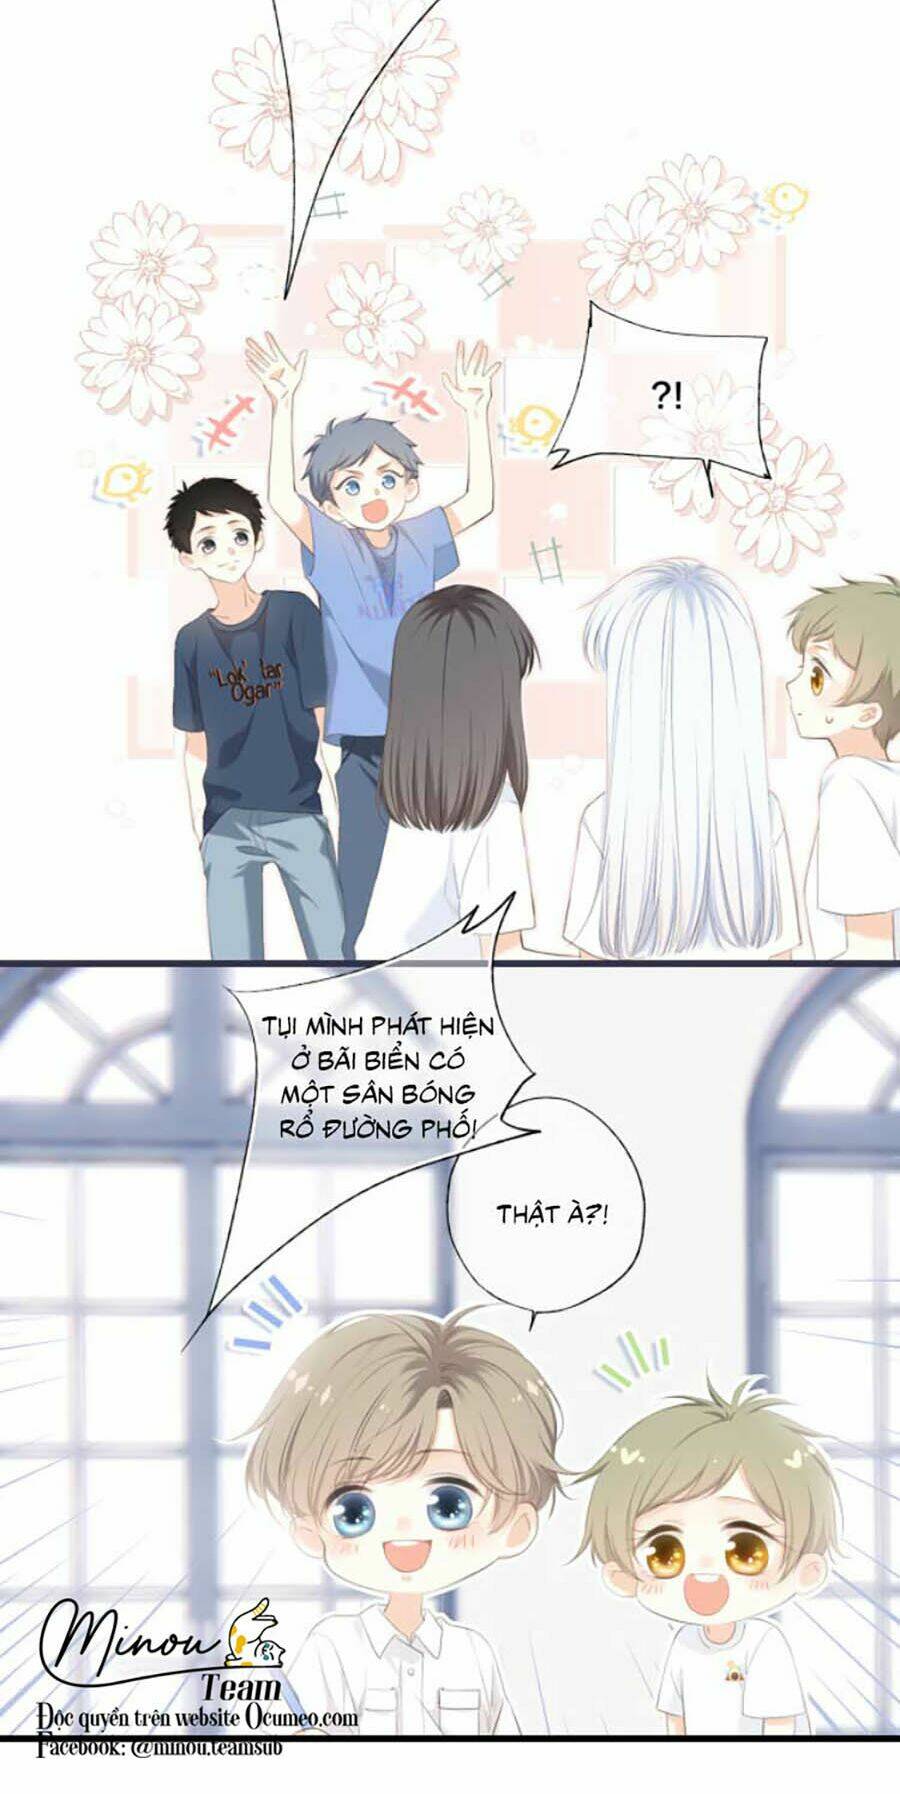 ?!
"Lok' tar
Ogar"
TỤI MÌNH PHÁT HIỆN
Ở BÃI BIỂN CÓ
MỘT SÂN BÓNG
RỔ ĐƯỜNG PHỐ!
THẬT À?!
Minou
Team
Độc quyền trên website Ocumeo.com
Facebook: @minou.teamsub